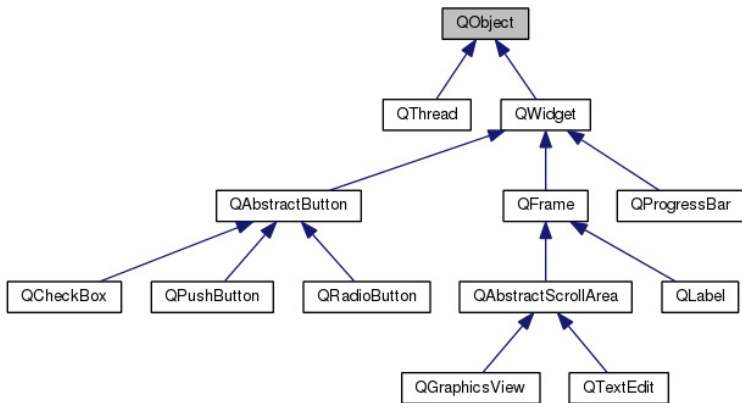 QObject
QThread
QWidget
QAbstractButton
QFrame
QProgressBar
QCheckBox
QPushButton
QRadioButton
QAbstractScrollArea
QLabel
QGraphicsView
QTextEdit